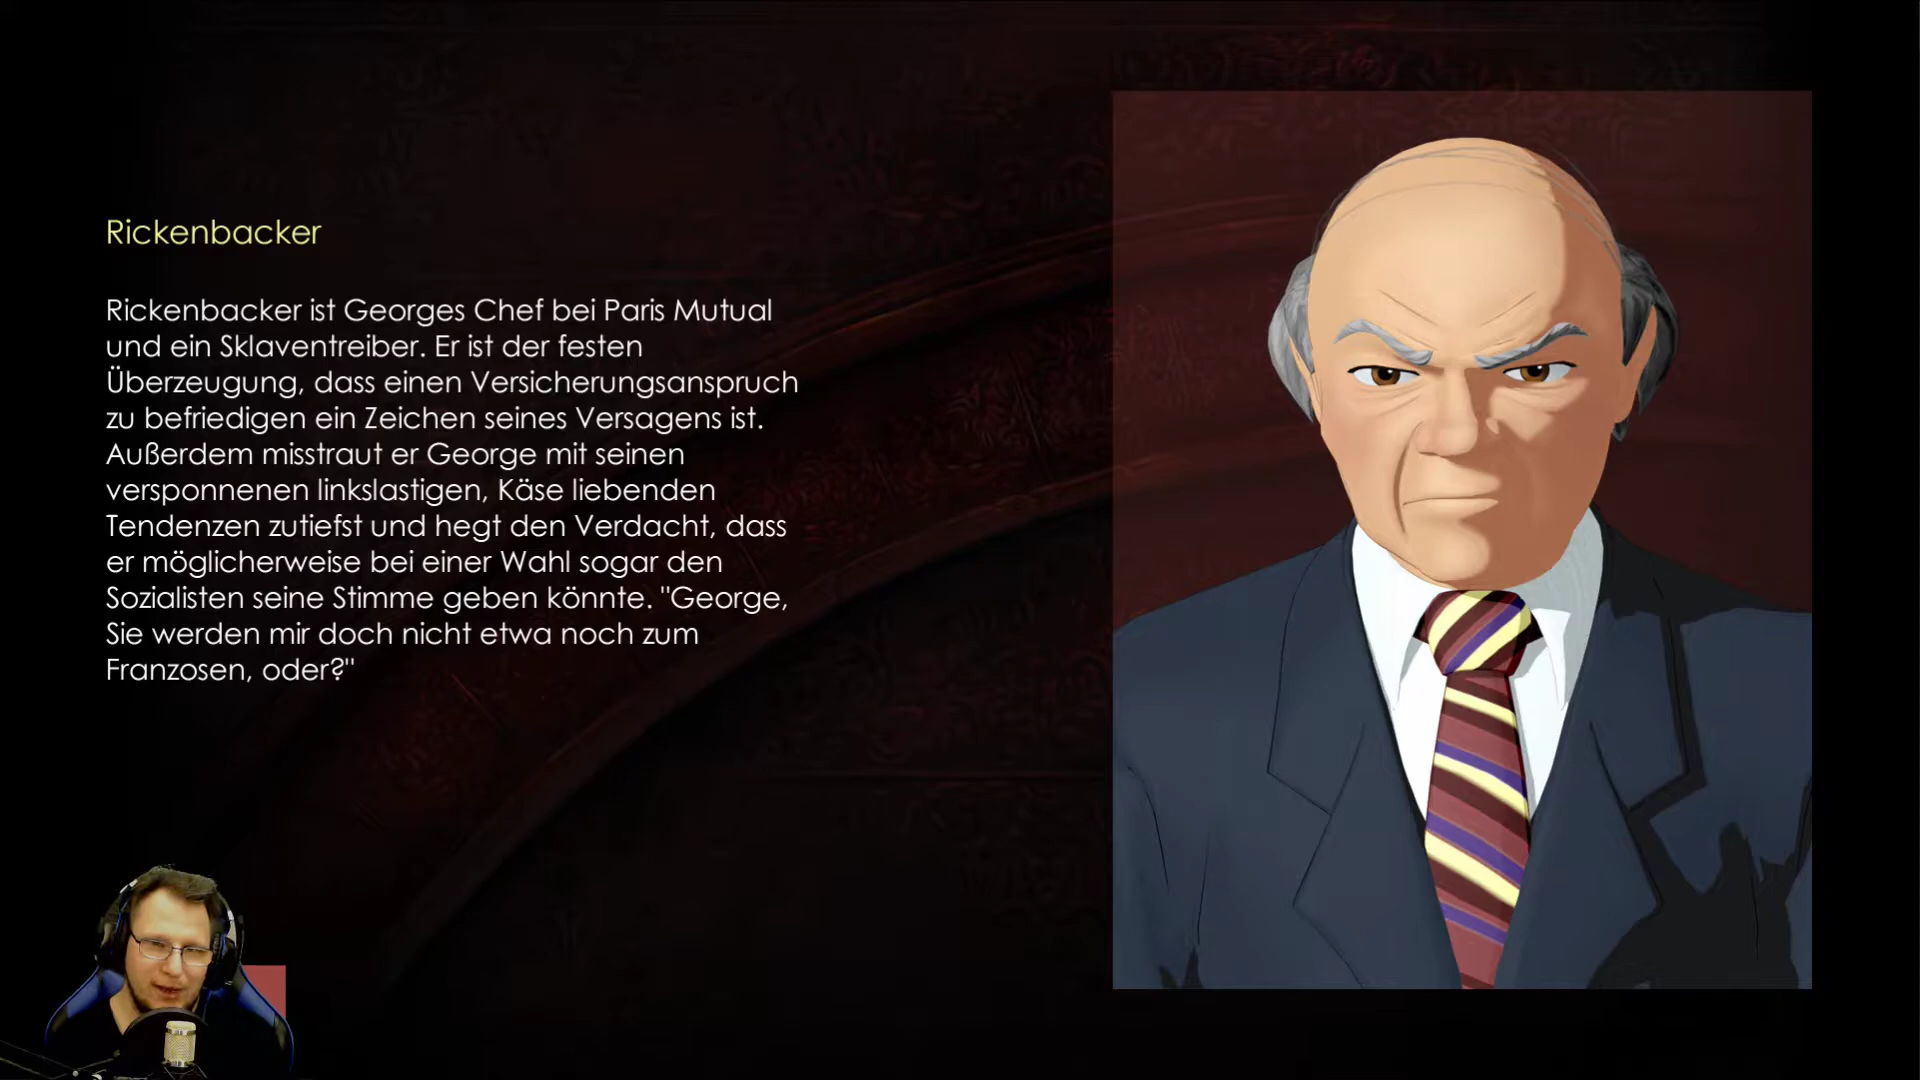 Rickenbacker
Rickenbacker ist Georges Chef bei Paris Mutual
und ein Sklaventreiber. Er ist der festen
Überzeugung, dass einen Versicherungsanspruch
zu befriedigen ein Zeichen seines Versagens ist.
Außerdem misstraut er George mit seinen
versponnenen linkslastigen, Käse liebenden
Tendenzen zutiefst und hegt den Verdacht, dass
er möglicherweise bei einer Wahl sogar den
Sozialisten seine Stimme geben könnte. "George,
Sie werden mir doch nicht etwa noch zum
Franzosen, oder?"